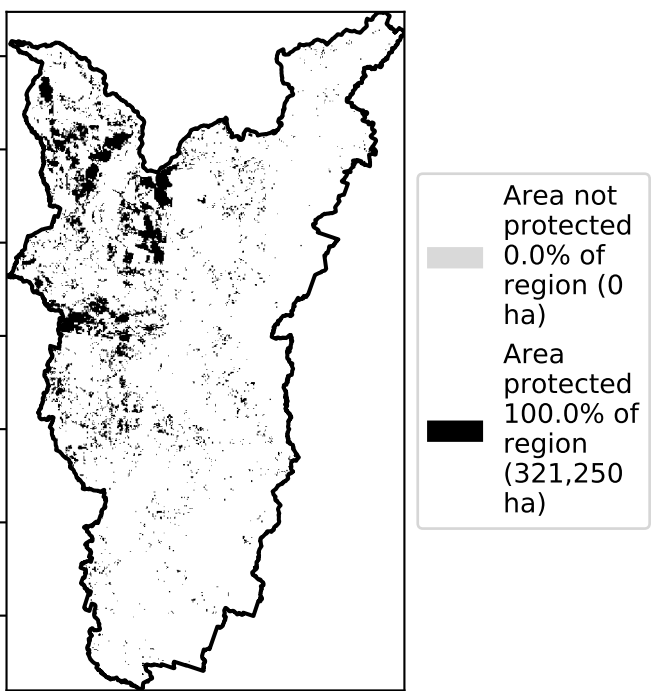 Area not
protected
0.0% of
region (0
ha)
Area
protected
100.0% of
region
(321,250
ha)